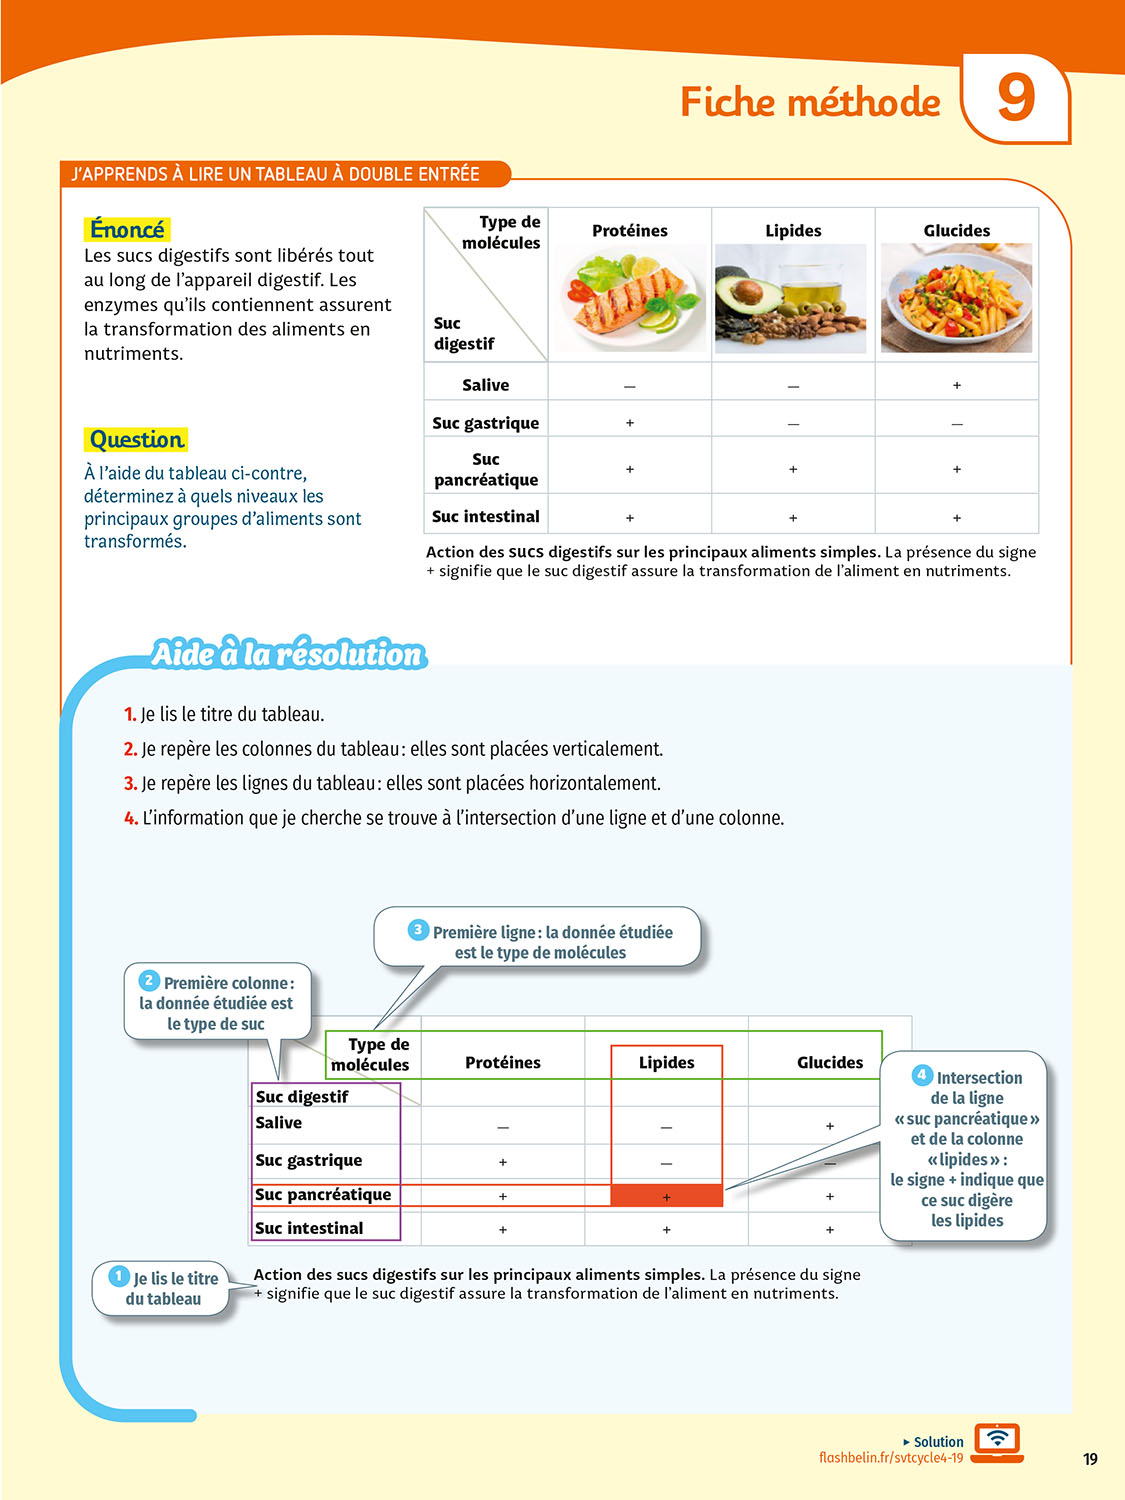 Fiche méthode 9
J'APPRENDS À LIRE UN TABLEAU À DOUBLE ENTRÉE
Énoncé
Les sucs digestifs sont libérés tout
au long de l'appareil digestif. Les
enzymes qu'ils contiennent assurent
la transformation des aliments en
nutriments.
Question
À l'aide du tableau ci-contre,
déterminez à quels niveaux les
principaux groupes d'aliments sont
transformés.
Type de
molécules
Suc
digestif
Protéines Lipides Glucides
Salive — — +
Suc gastrique + — —
Suc
pancréatique + + +
Suc intestinal + + +
Action des sucs digestifs sur les principaux aliments simples. La présence du signe
+ signifie que le suc digestif assure la transformation de l'aliment en nutriments.
Aide à la résolution
1. Je lis le titre du tableau.
2. Je repère les colonnes du tableau : elles sont placées verticalement.
3. Je repère les lignes du tableau : elles sont placées horizontalement.
4. L'information que je cherche se trouve à l'intersection d'une ligne et d'une colonne.
3 Première ligne : la donnée étudiée
est le type de molécules
2 Première colonne :
la donnée étudiée est
le type de suc
Type de
molécules
Protéines Lipides Glucides
Suc digestif
Salive — — +
Suc gastrique + — —
Suc pancréatique + + +
Suc intestinal + + +
4 Intersection
de la ligne
« suc pancréatique »
et de la colonne
« lipides » :
le signe + indique que
ce suc digère
les lipides
1 Je lis le titre
du tableau
Action des sucs digestifs sur les principaux aliments simples. La présence du signe
+ signifie que le suc digestif assure la transformation de l'aliment en nutriments.
▸ Solution
flashbelin.fr/svtcycle4-19
19